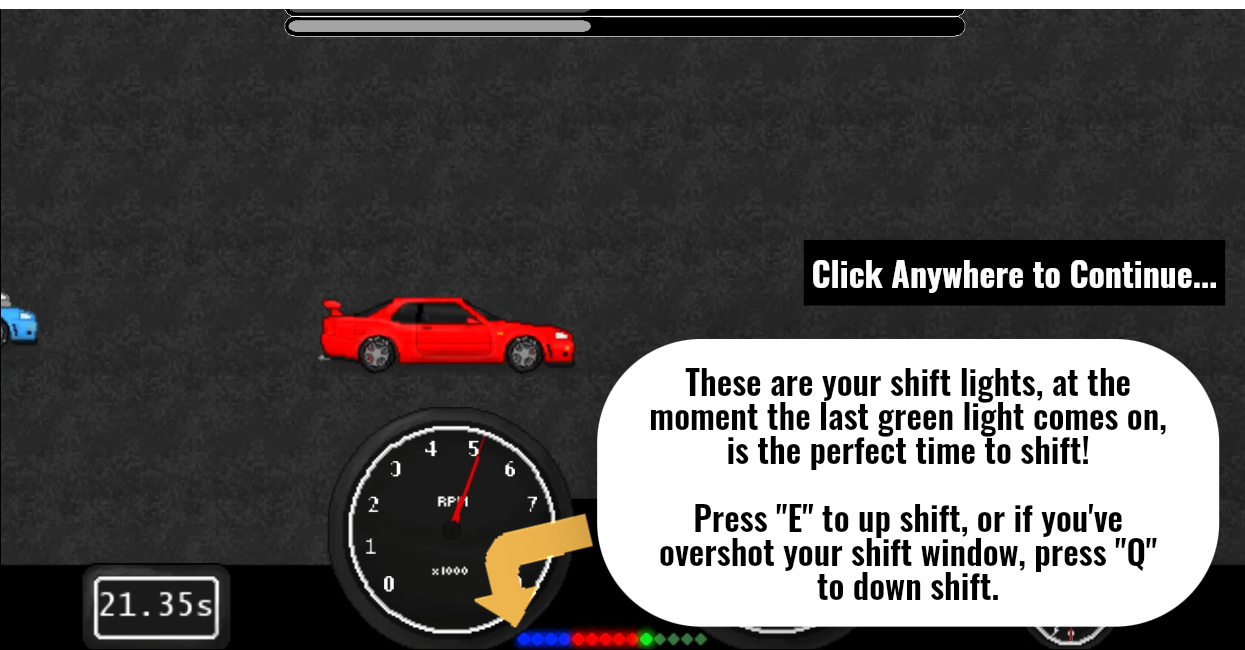 Click Anywhere to Continue...
These are your shift lights, at the
moment the last green light comes on,
is the perfect time to shift!
Press "E" to up shift, or if you've
overshot your shift window, press "Q"
to down shift.
4
5
3
6
2
RPM
7
1
x1000
0
21.35s